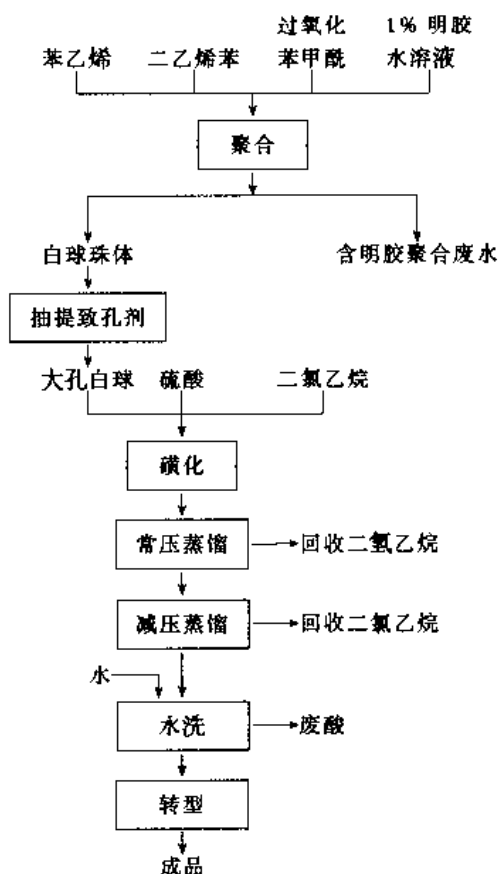 过氧化 1%明胶
苯乙烯 二乙烯苯 苯甲酰 水溶液
聚合
白球珠体 含明胶聚合废水
抽提致孔剂
大孔白球 硫酸 二氯乙烷
磺化
常压蒸馏 回收二氢乙烷
减压蒸馏 回收二氯乙烷
水
水洗 废酸
转型
成品